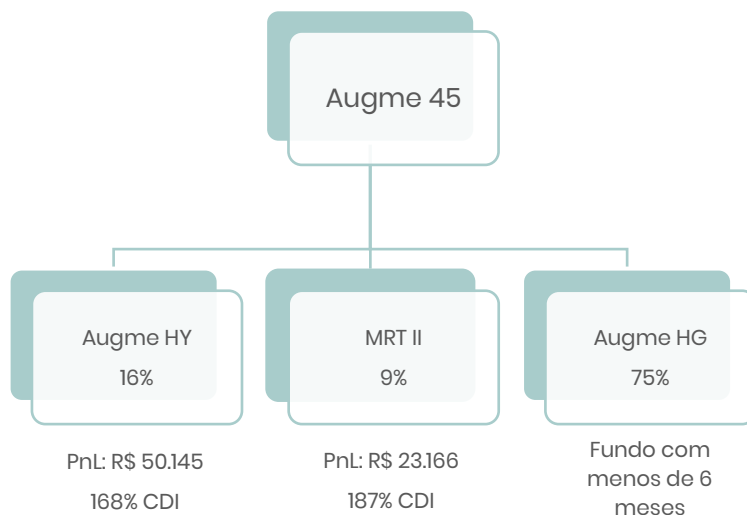 Augme 45
Augme HY
16%
MRT II
9%
Augme HG
75%
PnL: R$ 50.145
168% CDI
PnL: R$ 23.166
187% CDI
Fundo com
menos de 6
meses